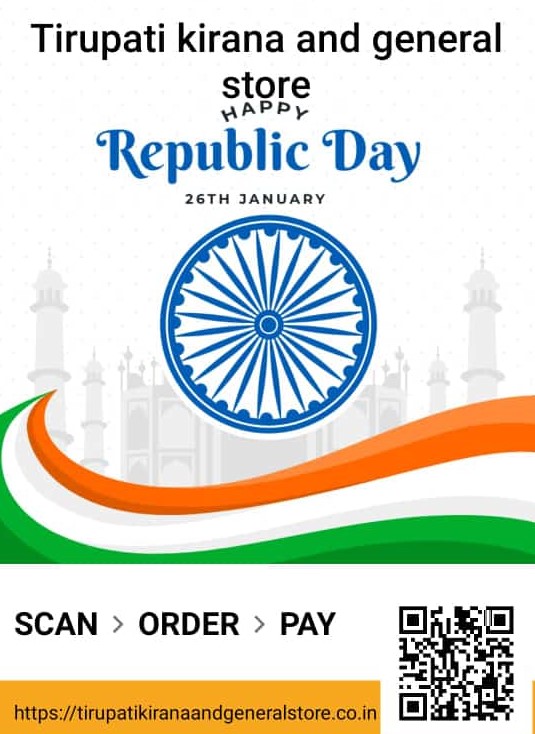 Tirupati kirana and general
store
HAPPY
Republic Day
26TH JANUARY
SCAN > ORDER > PAY
https://tirupatikiranaandgeneralstore.co.in